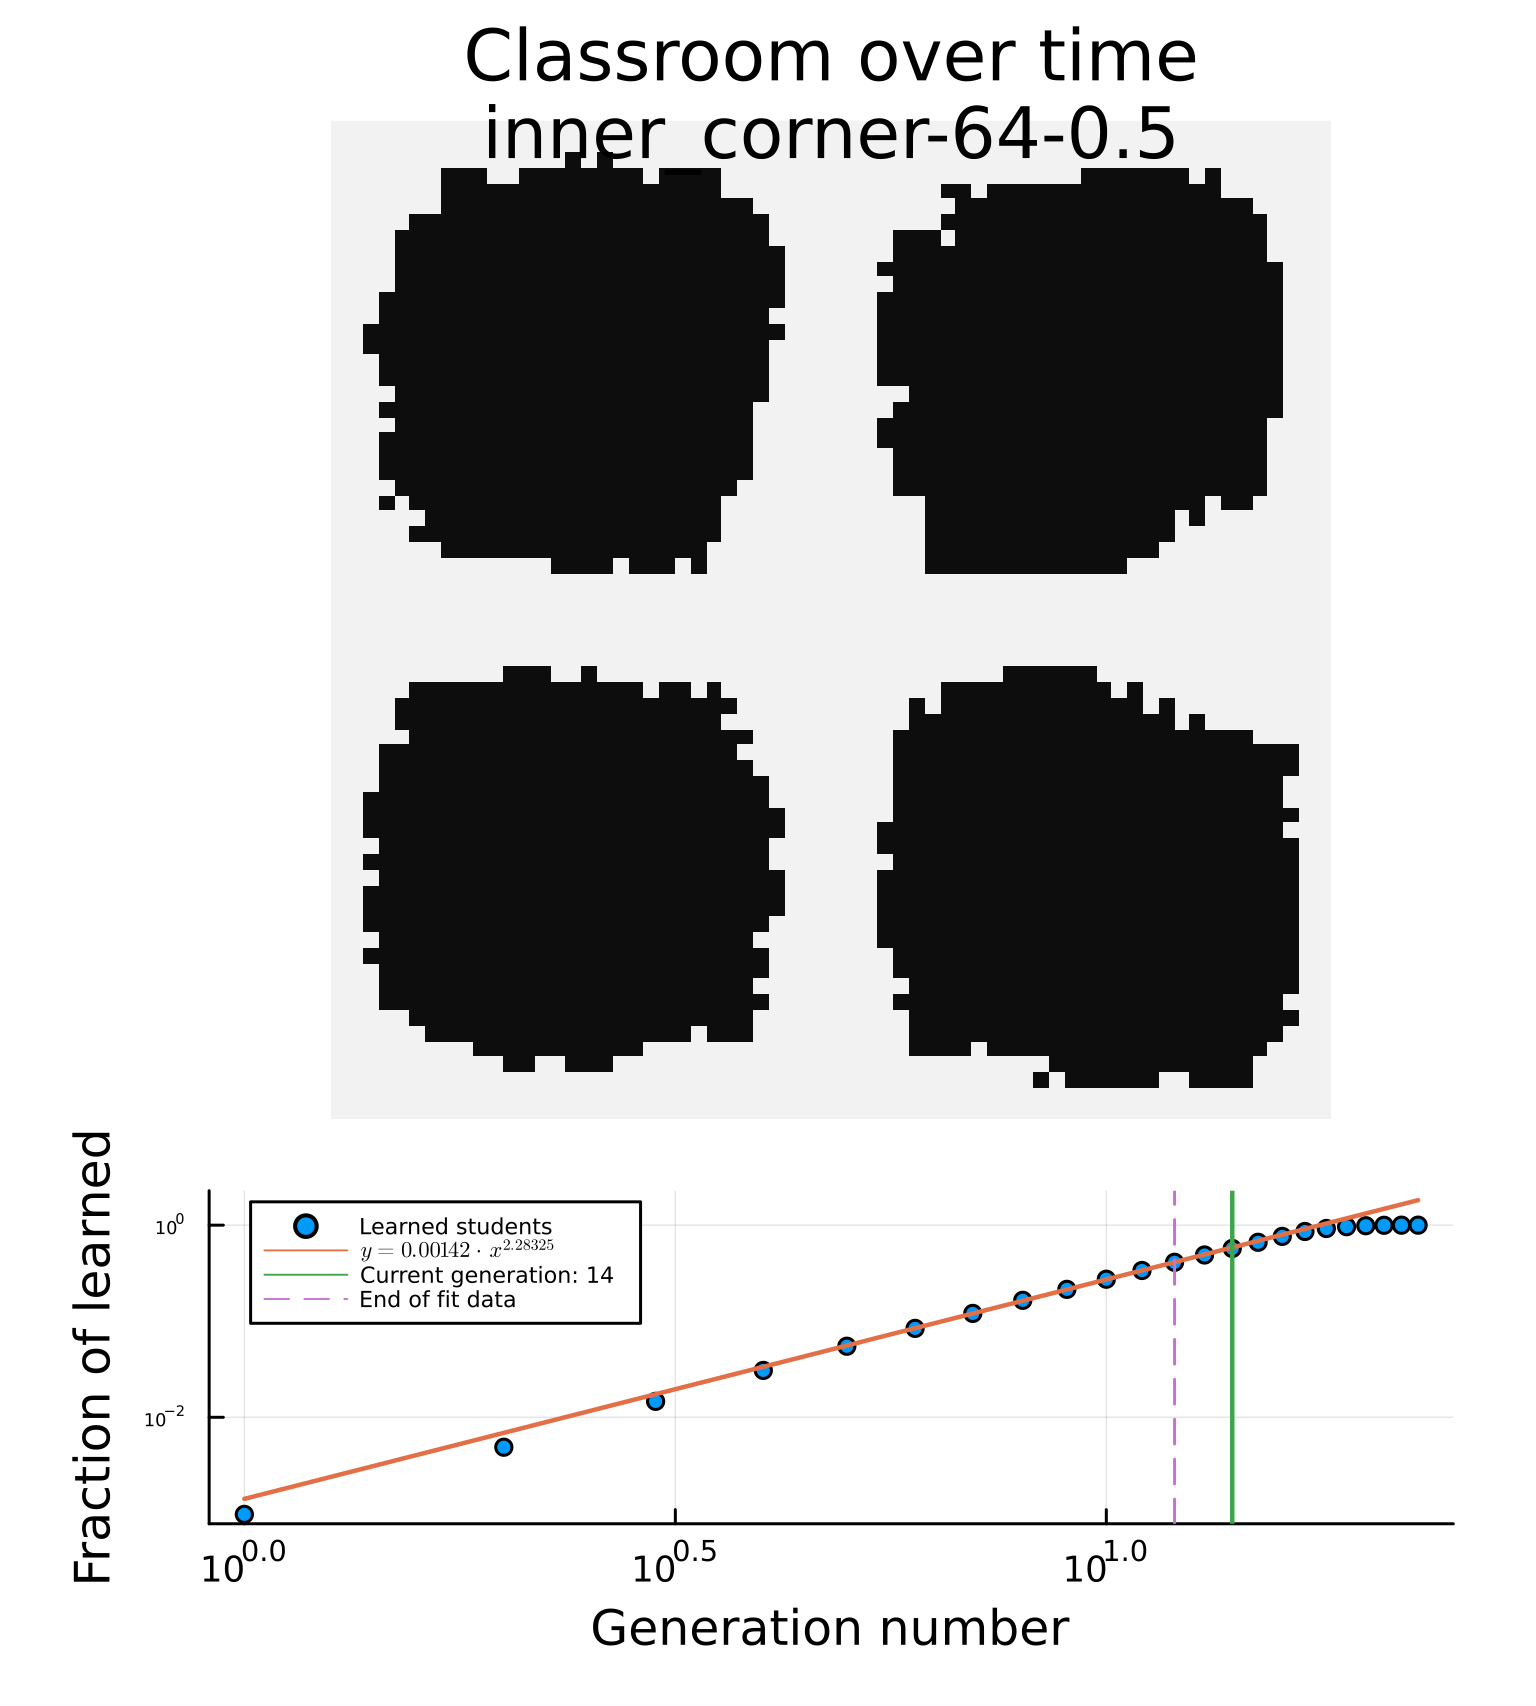 Classroom over time
inner_corner-64-0.5
Fraction of learned
10^0
10^−2
Learned students
y = 0.00142 · x^2.28325
Current generation: 14
End of fit data
10^0.0
10^0.5
10^1.0
Generation number